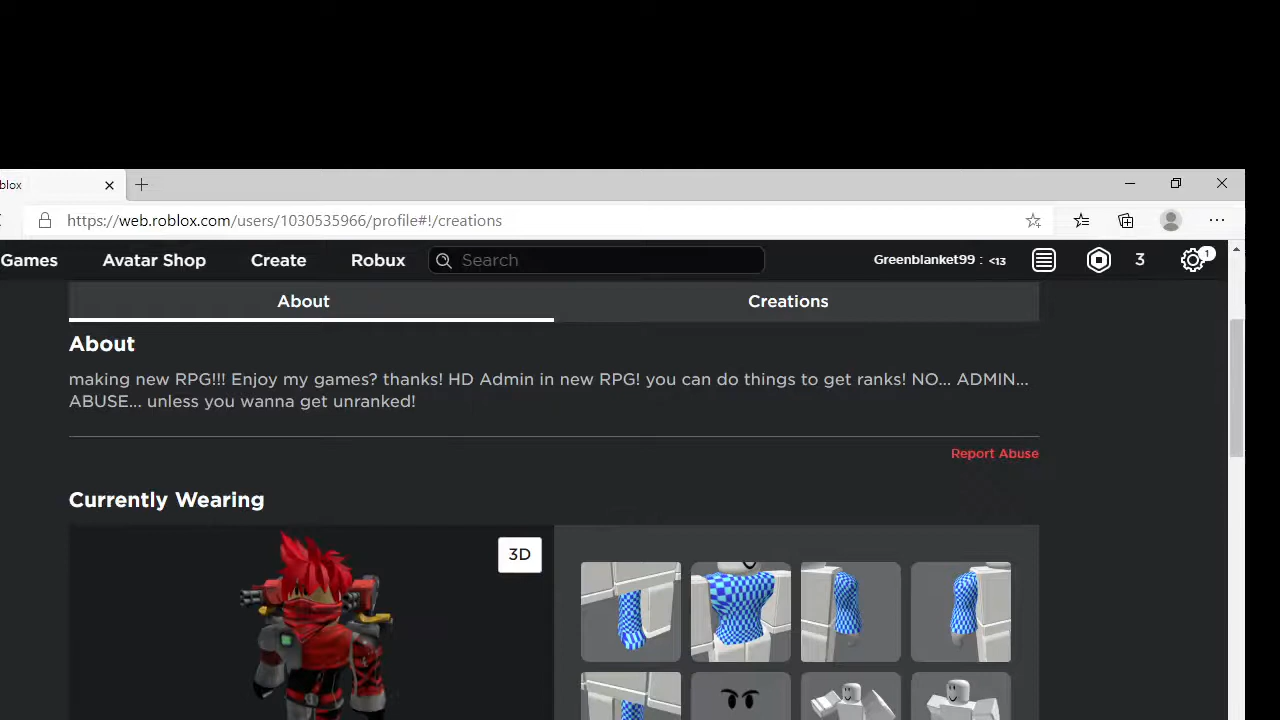 blox
https://web.roblox.com/users/1030535966/profile#!/creations
Games Avatar Shop Create Robux Search Greenblanket99 : <13 3 1
About Creations
About
making new RPG!!! Enjoy my games? thanks! HD Admin in new RPG! you can do things to get ranks! NO... ADMIN...
ABUSE... unless you wanna get unranked!
Report Abuse
Currently Wearing
3D